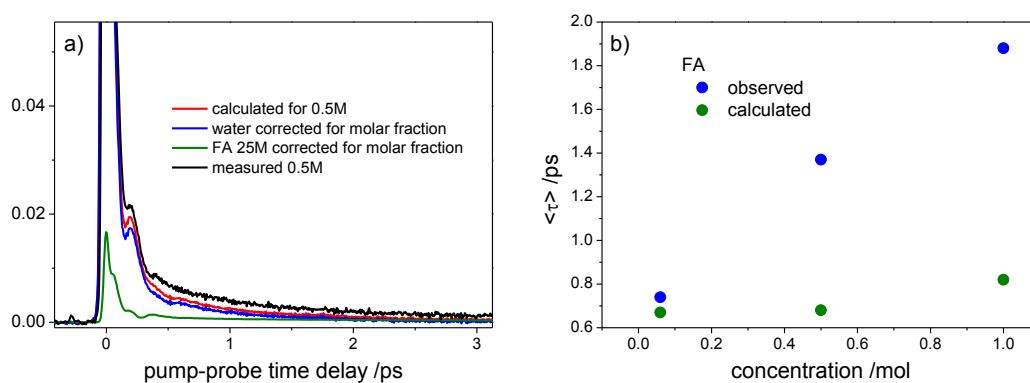 a)
calculated for 0.5M
water corrected for molar fraction
FA 25M corrected for molar fraction
measured 0.5M
0.04
0.02
0.00
0
1
2
3
pump-probe time delay /ps
b)
FA
observed
calculated
<τ> /ps
2.0
1.8
1.6
1.4
1.2
1.0
0.8
0.6
0.0
0.2
0.4
0.6
0.8
1.0
concentration /mol